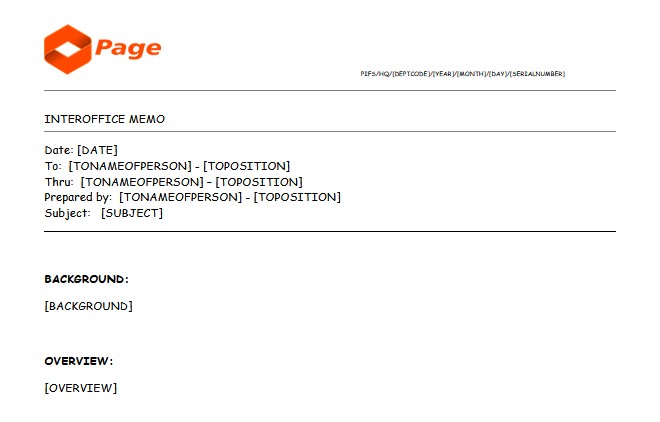 Page
PIFS/HQ/[DEPTCODE]/[YEAR]/[MONTH]/[DAY]/[SERIALNUMBER]
INTEROFFICE MEMO
Date: [DATE]
To:  [TONAMEOFPERSON] - [TOPOSITION]
Thru:  [TONAMEOFPERSON] – [TOPOSITION]
Prepared by:  [TONAMEOFPERSON] - [TOPOSITION]
Subject:   [SUBJECT]
BACKGROUND:
[BACKGROUND]
OVERVIEW:
[OVERVIEW]